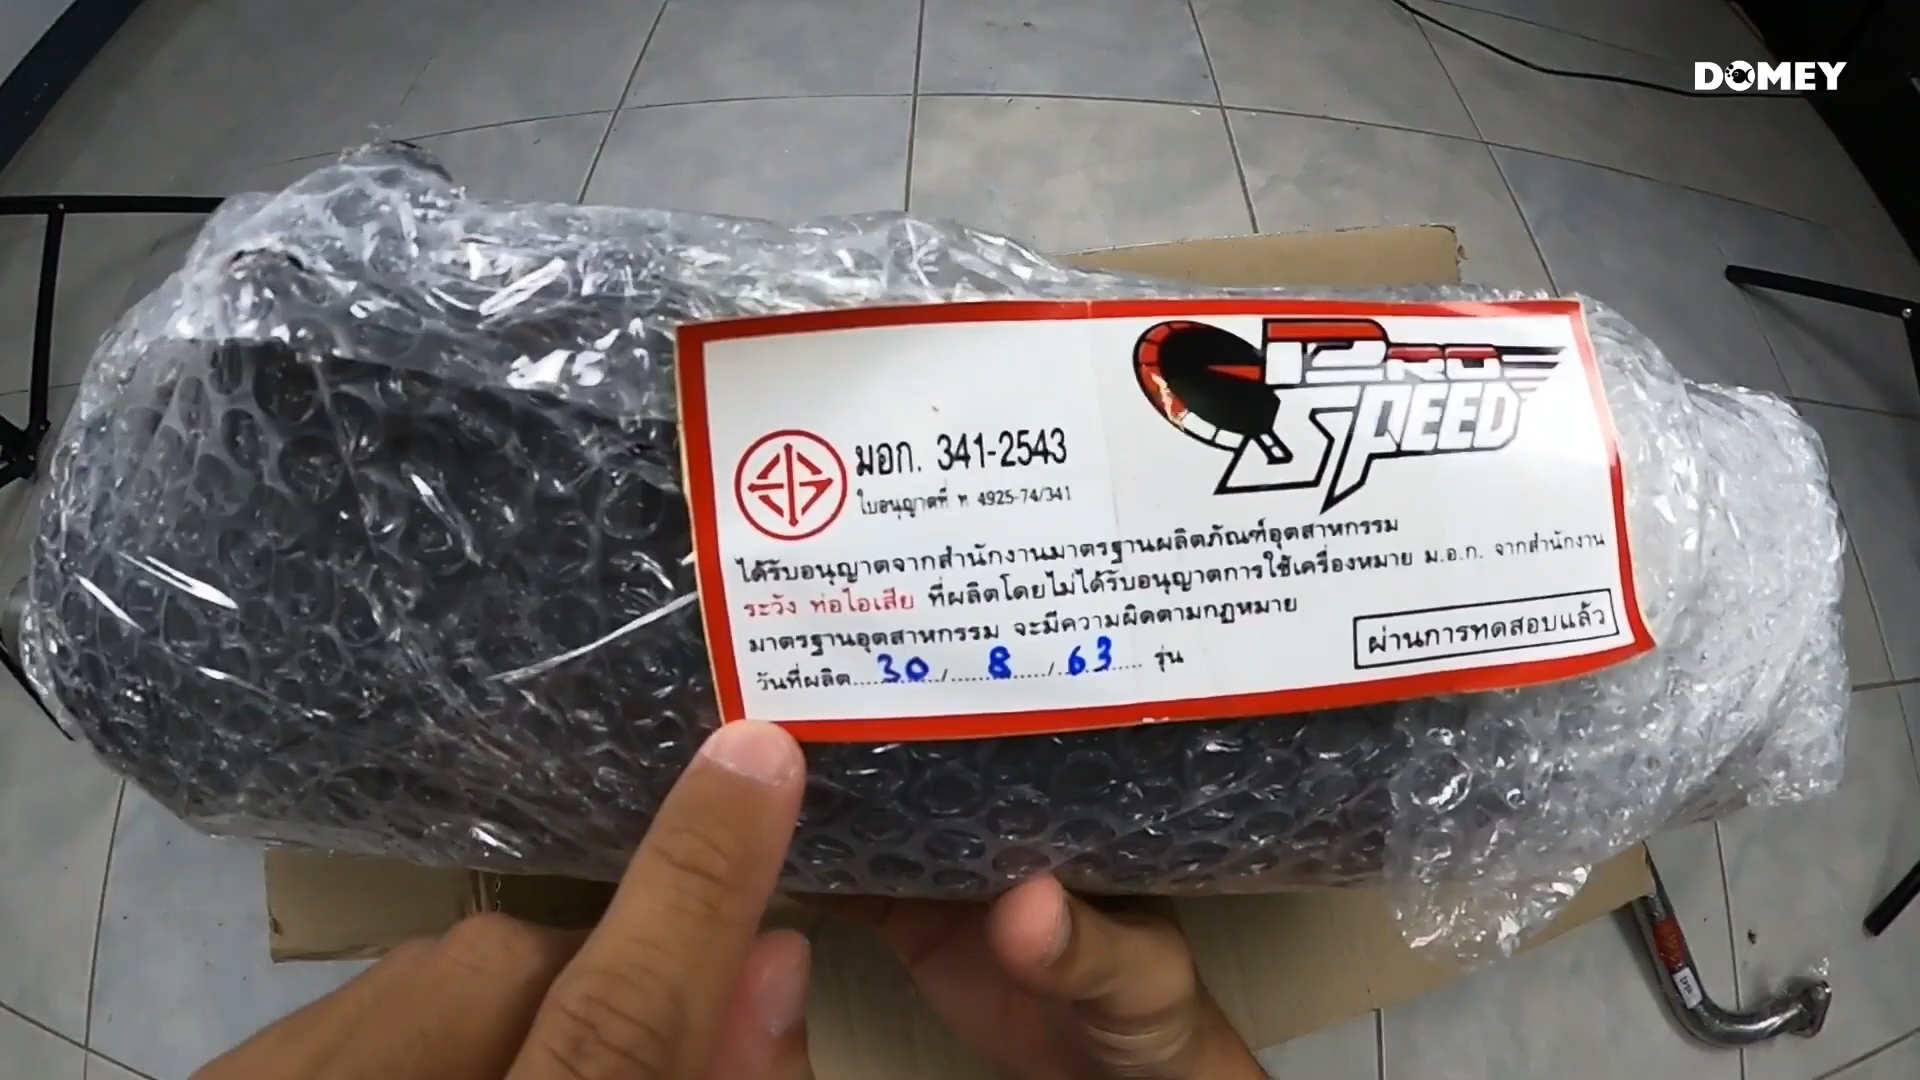 DOMEY
PRO
SPEED
มอก. 341-2543
ใบอนุญาตที่ ท 4925-74/341
ได้รับอนุญาตจากสำนักงานมาตรฐานผลิตภัณฑ์อุตสาหกรรม
ระวัง ท่อไอเสีย ที่ผลิตโดยไม่ได้รับอนุญาตการใช้เครื่องหมาย ม.อ.ก. จากสำนักงาน
มาตรฐานอุตสาหกรรม จะมีความผิดตามกฎหมาย
วันที่ผลิต....30..../....8..../....63.... รุ่น
ผ่านการทดสอบแล้ว